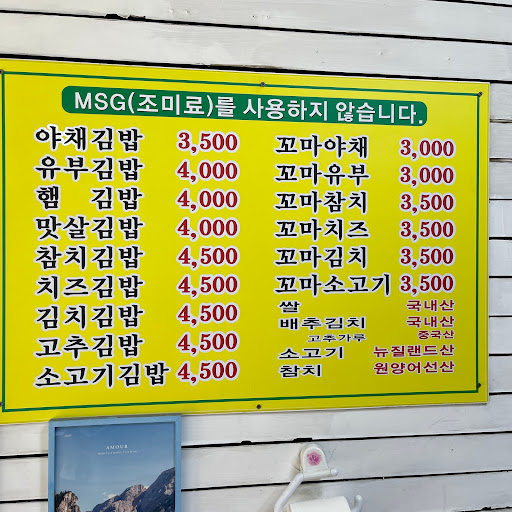 MSG(조미료)를 사용하지 않습니다.
야채김밥 3,500
유부김밥 4,000
햄 김밥 4,000
맛살김밥 4,000
참치김밥 4,500
치즈김밥 4,500
김치김밥 4,500
고추김밥 4,500
소고기김밥 4,500
꼬마야채 3,000
꼬마유부 3,000
꼬마참치 3,500
꼬마치즈 3,500
꼬마김치 3,500
꼬마소고기 3,500
쌀 국내산
배추김치 국내산
고추가루 중국산
소고기 뉴질랜드산
참치 원양어선산
AMOUR